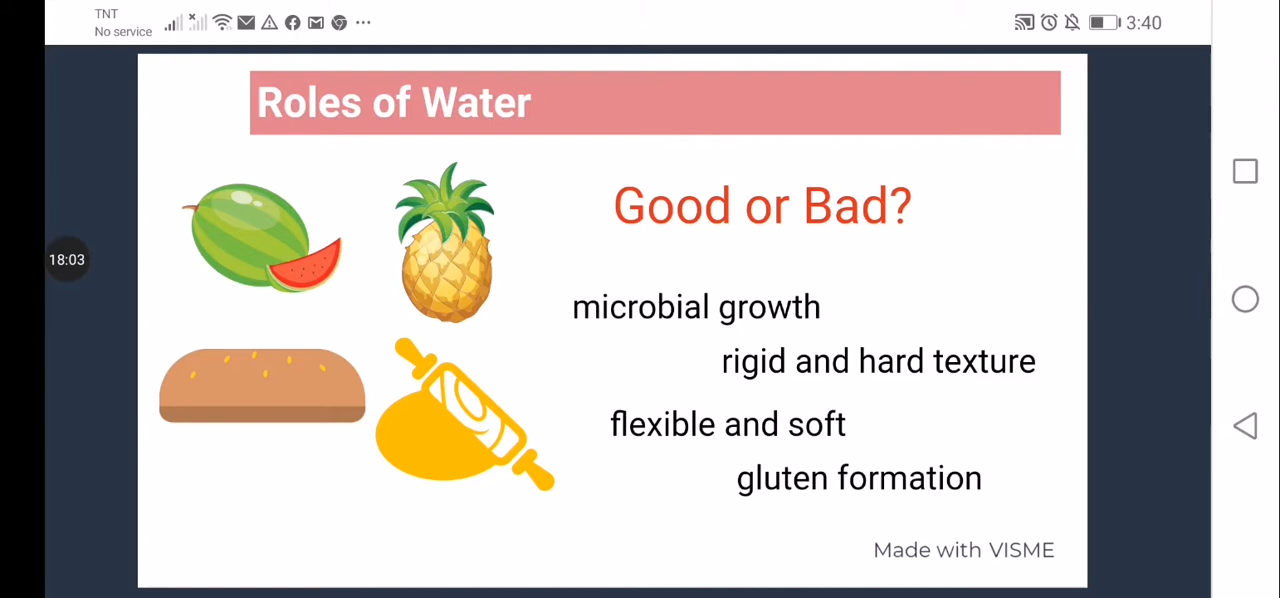 TNT
No service
3:40
Roles of Water
Good or Bad?
18:03
microbial growth
rigid and hard texture
flexible and soft
gluten formation
Made with VISME